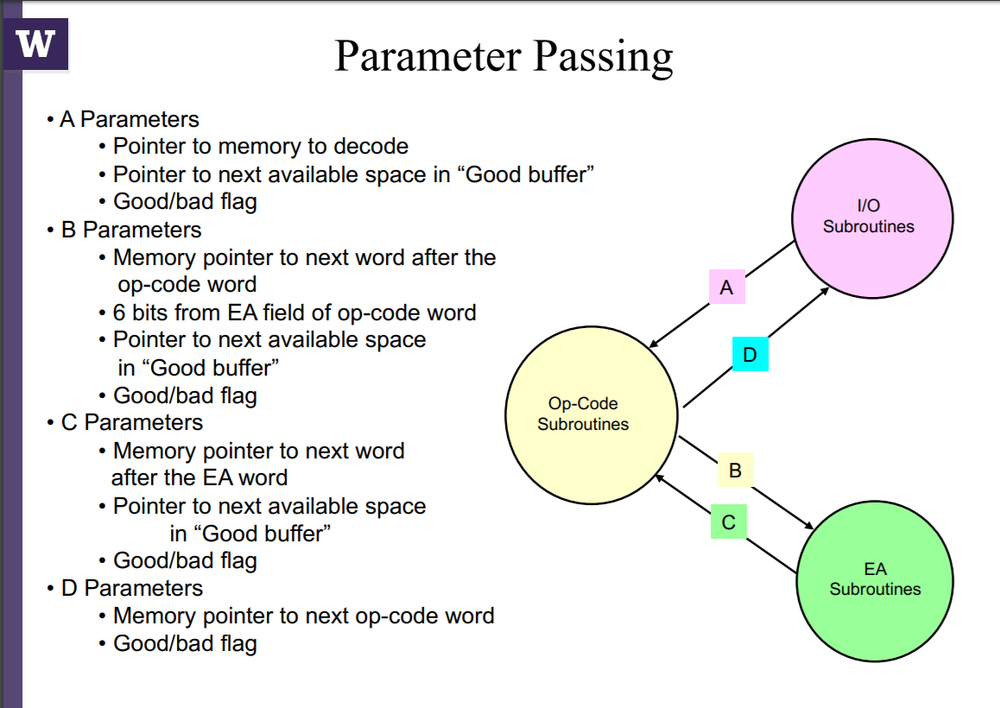 W
Parameter Passing
• A Parameters
• Pointer to memory to decode
• Pointer to next available space in “Good buffer”
• Good/bad flag
• B Parameters
• Memory pointer to next word after the
op-code word
• 6 bits from EA field of op-code word
• Pointer to next available space
in “Good buffer”
• Good/bad flag
• C Parameters
• Memory pointer to next word
after the EA word
• Pointer to next available space
in “Good buffer”
• Good/bad flag
• D Parameters
• Memory pointer to next op-code word
• Good/bad flag
I/O
Subroutines
A
D
Op-Code
Subroutines
B
C
EA
Subroutines